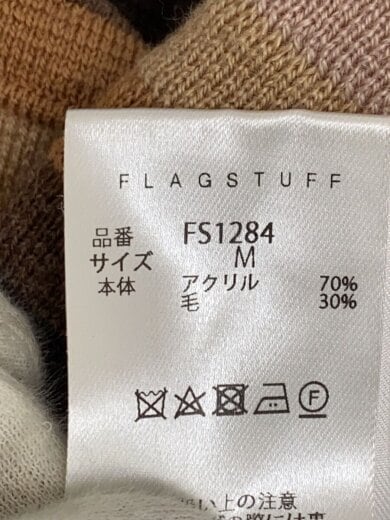 FLAGSTUFF
品番 FS1284
サイズ M
本体 アクリル 70%
毛 30%
F
い上の注意